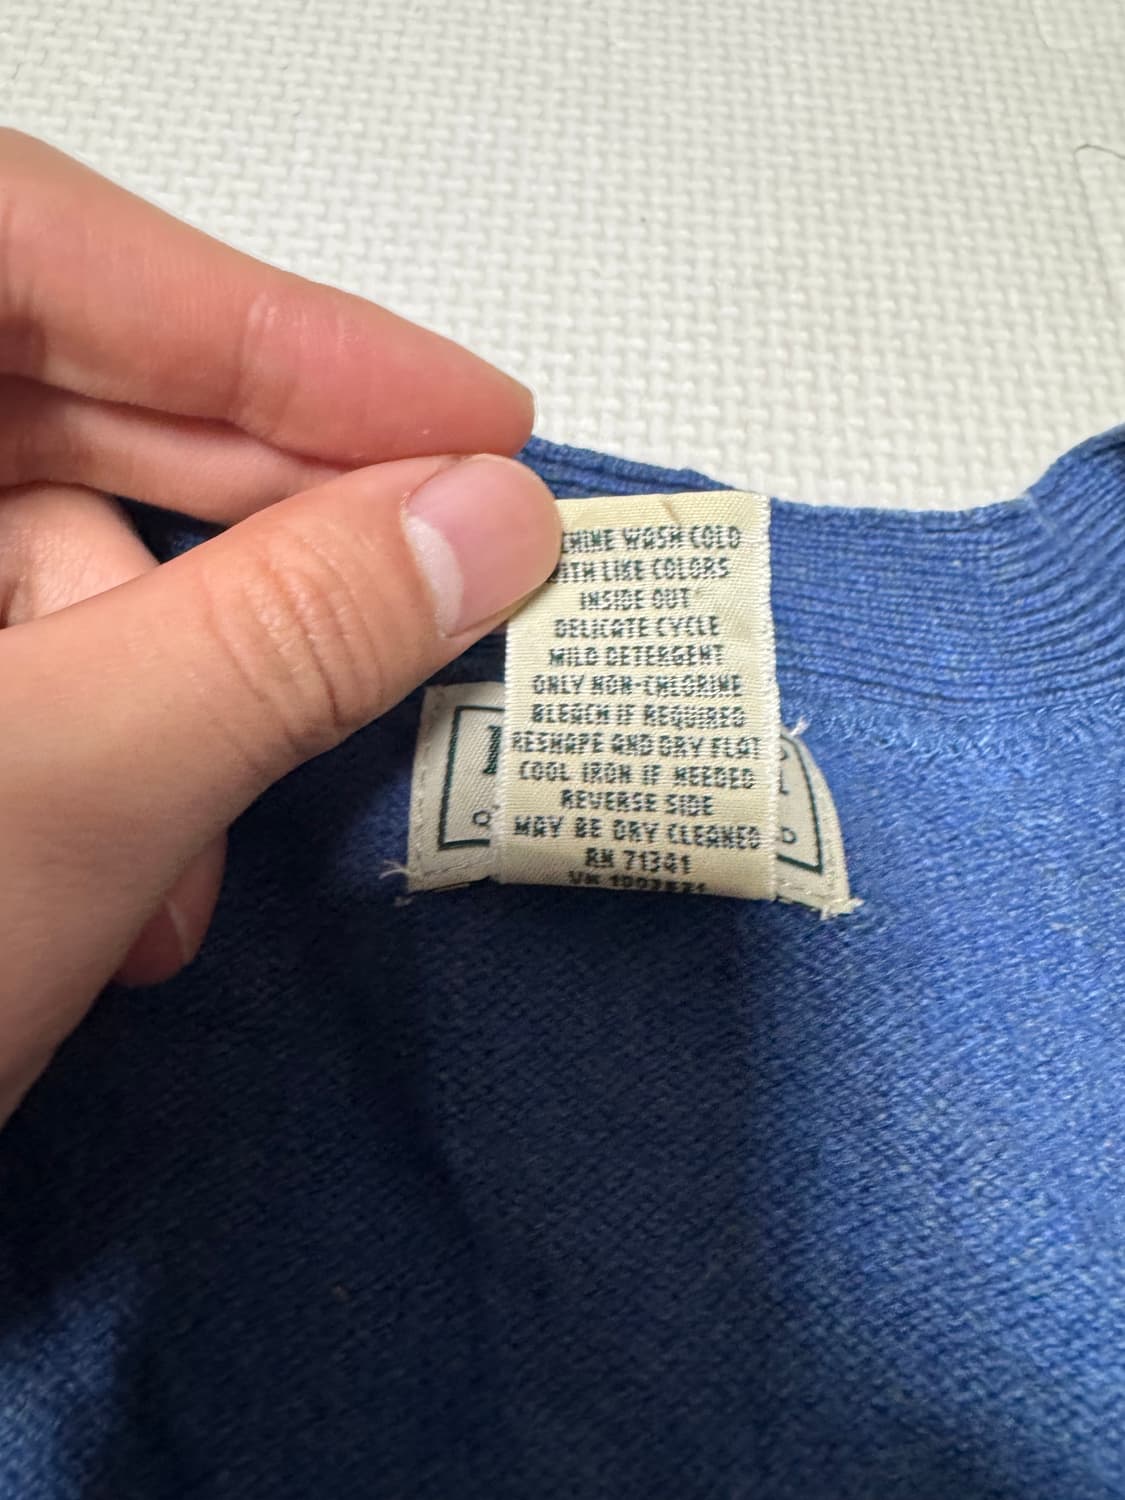 WASH COLD
LIKE COLORS
INSIDE OUT
DELICATE CYCLE
MILD DETERGENT
ONLY NON-CHLORINE
BLEACH IF REQUIRED
RESHAPE AND DRY FLAT
COOL IRON IF NEEDED
REVERSE SIDE
MAY BE DRY CLEANED
RN 71341